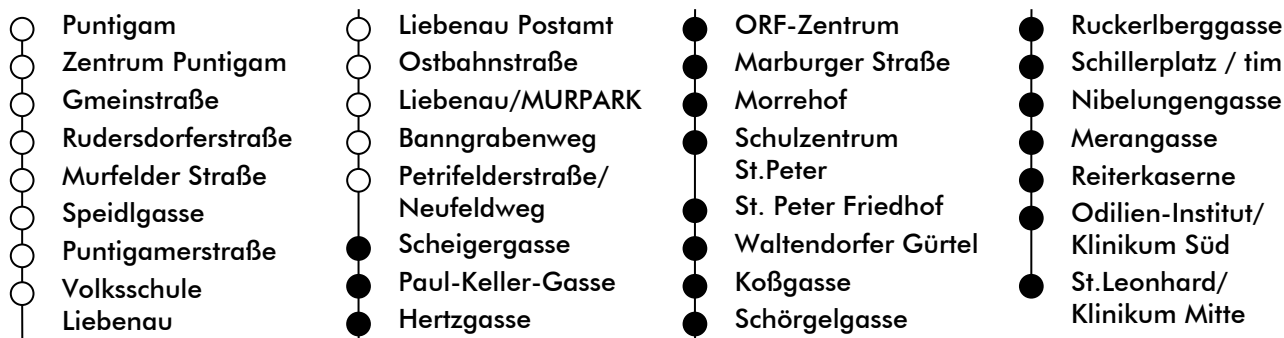 Puntigam
Zentrum Puntigam
Gmeinstraße
Rudersdorferstraße
Murfelder Straße
Speidlgasse
Puntigamerstraße
Volksschule
Liebenau
Liebenau Postamt
Ostbahnstraße
Liebenau/MURPARK
Banngrabenweg
Petrifelderstraße/
Neufeldweg
Scheigergasse
Paul-Keller-Gasse
Hertzgasse
ORF-Zentrum
Marburger Straße
Morrehof
Schulzentrum
St.Peter
St. Peter Friedhof
Waltendorfer Gürtel
Koßgasse
Schörgelgasse
Ruckerlberggasse
Schillerplatz / tim
Nibelungengasse
Merangasse
Reiterkaserne
Odilien-Institut/
Klinikum Süd
St.Leonhard/
Klinikum Mitte